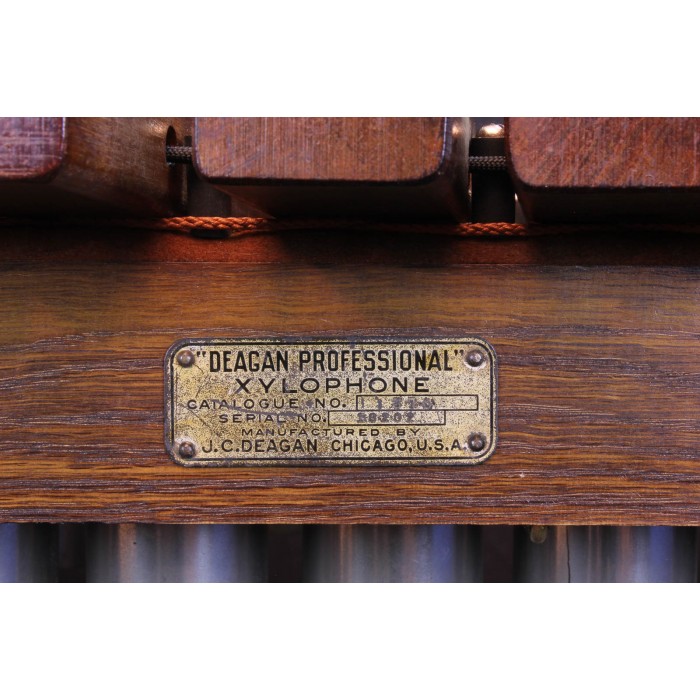 "DEAGAN PROFESSIONAL"
XYLOPHONE
CATALOGUE NO.
SERIAL NO.
MANUFACTURED BY
J.C. DEAGAN CHICAGO, U.S.A.